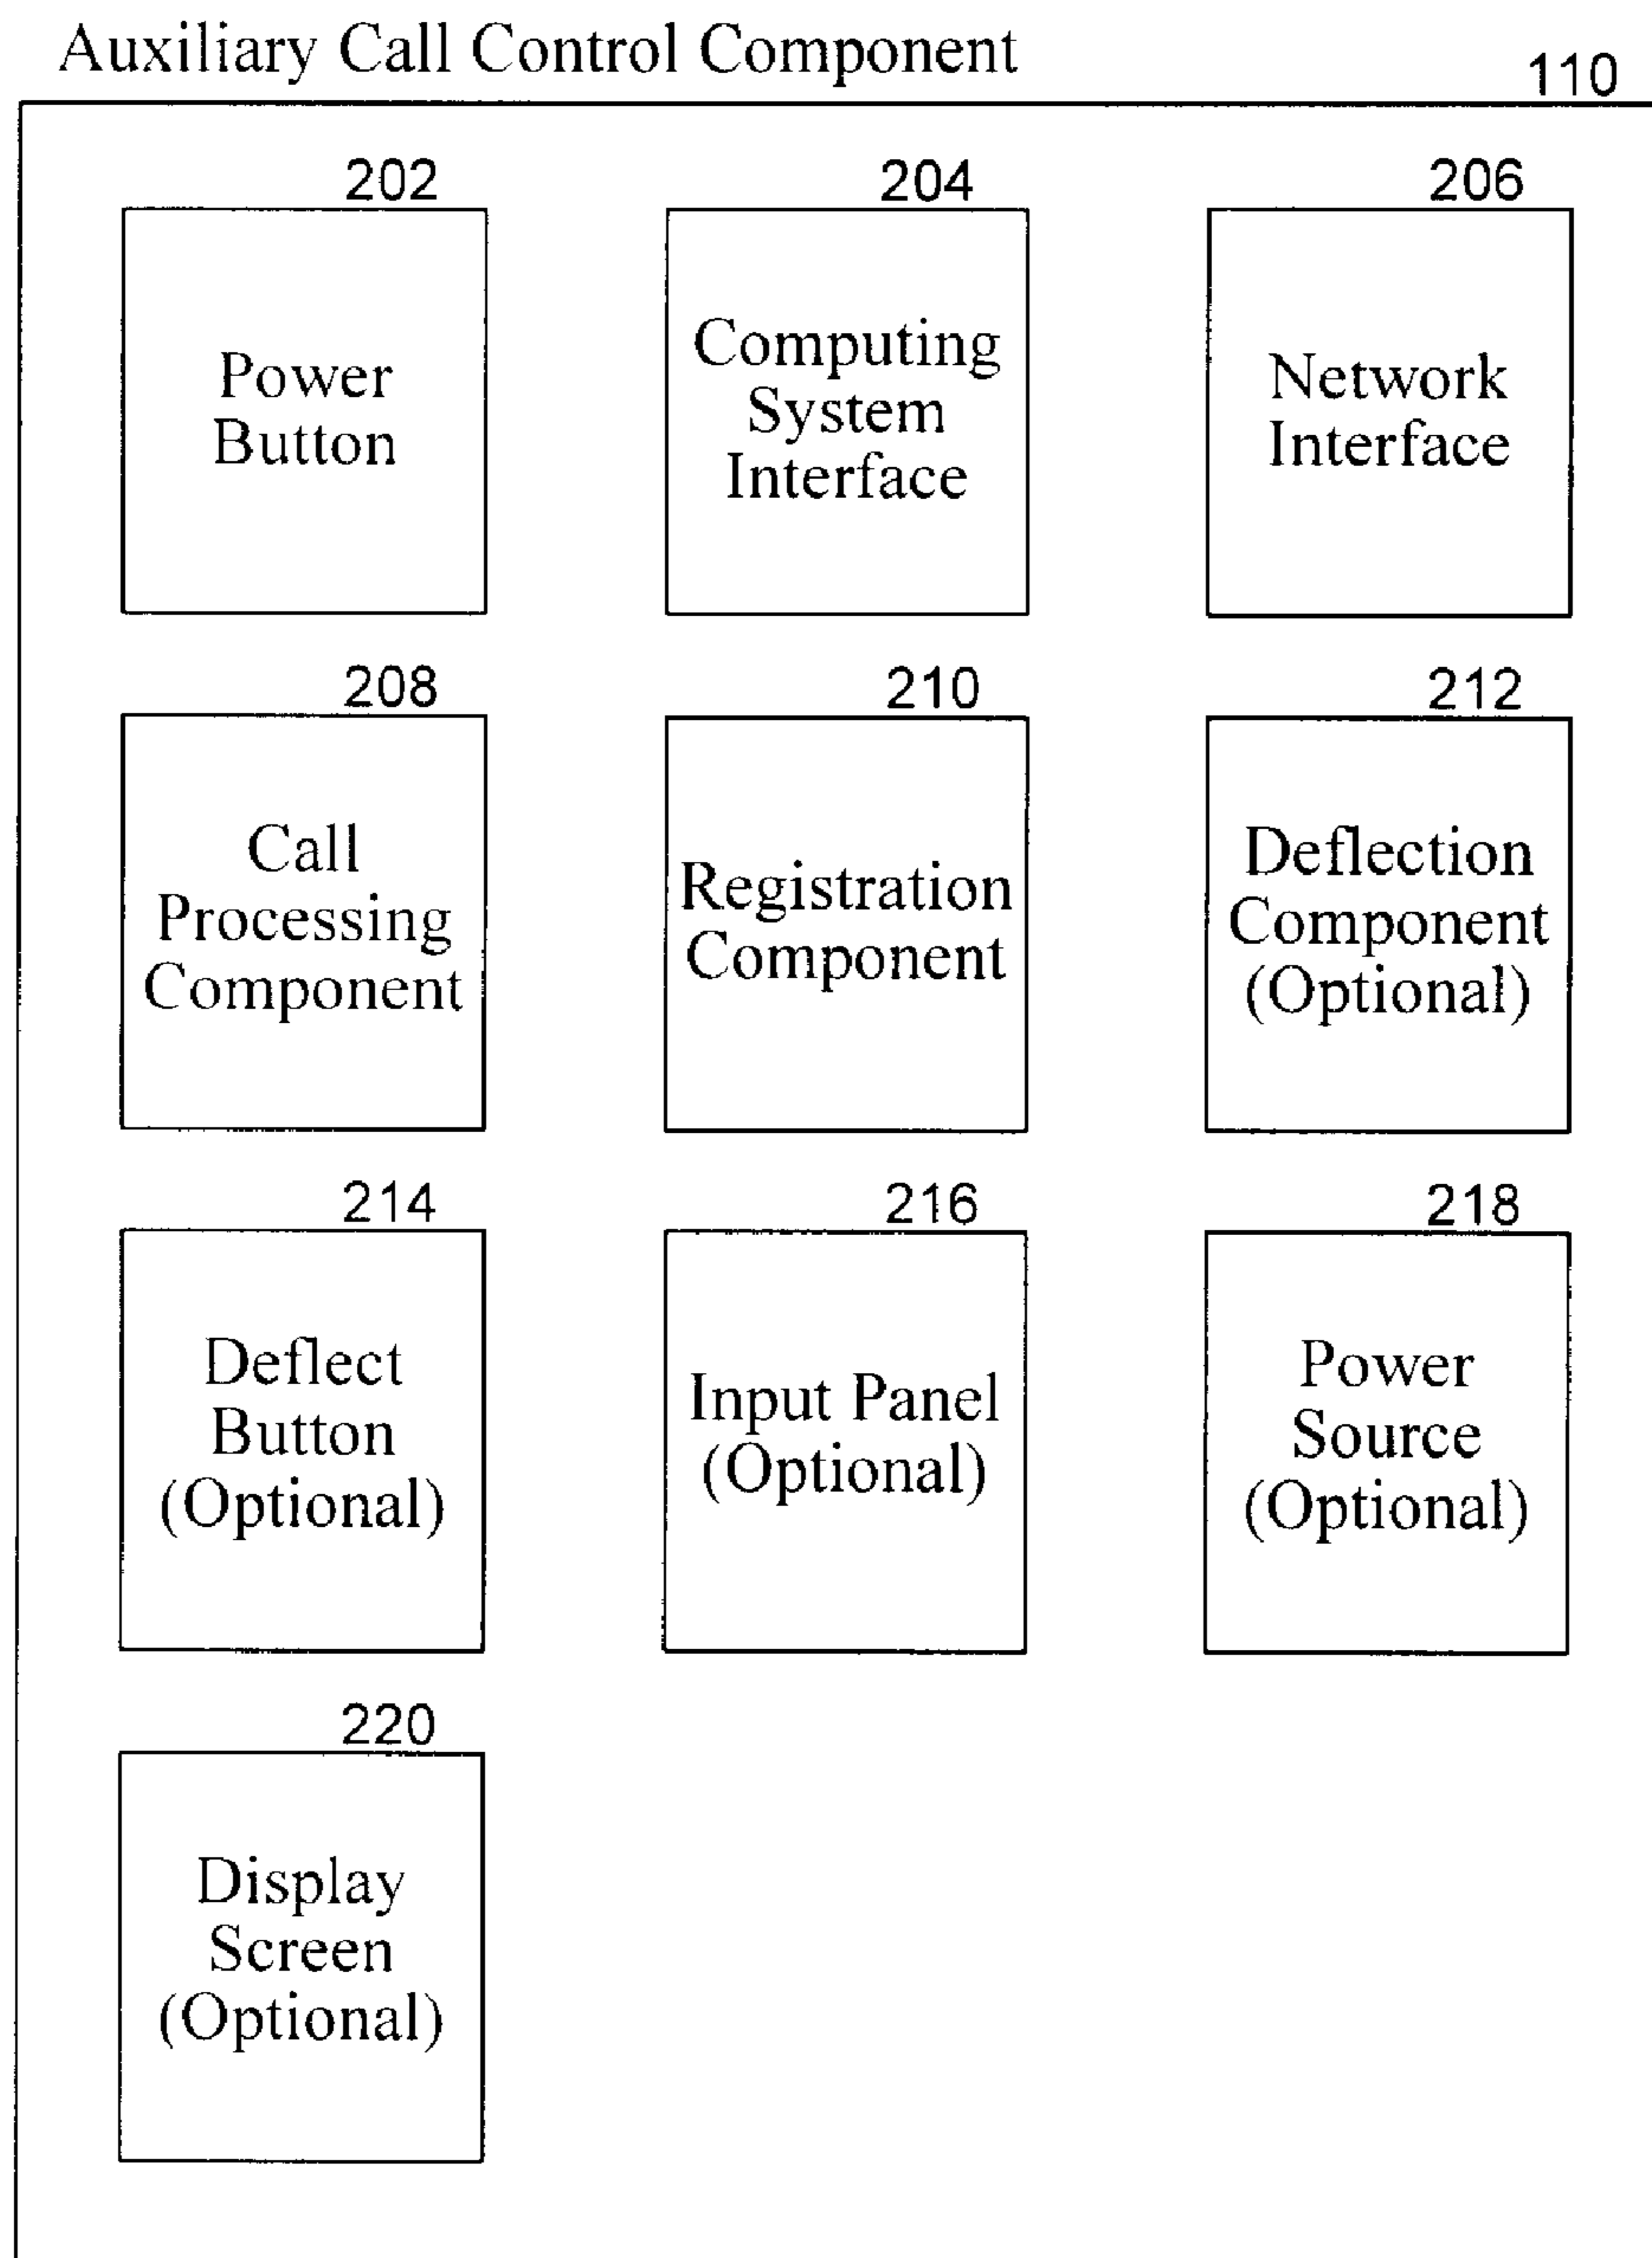 Auxiliary Call Control Component
110
202
Power
Button
204
Computing
System
Interface
206
Network
Interface
208
Call
Processing
Component
210
Registration
Component
212
Deflection
Component
(Optional)
214
Deflect
Button
(Optional)
216
Input Panel
(Optional)
218
Power
Source
(Optional)
220
Display
Screen
(Optional)